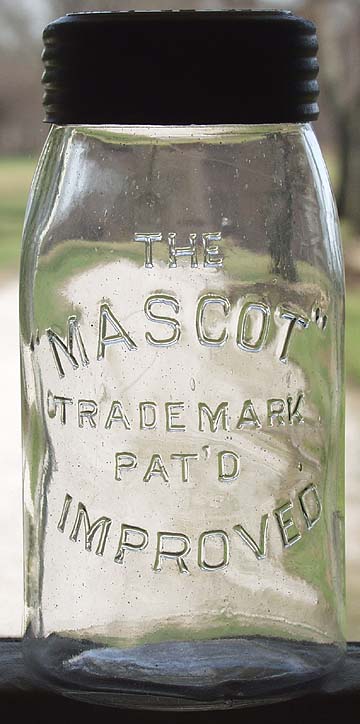 THE
"MASCOT"
TRADE MARK
PAT'D
IMPROVED